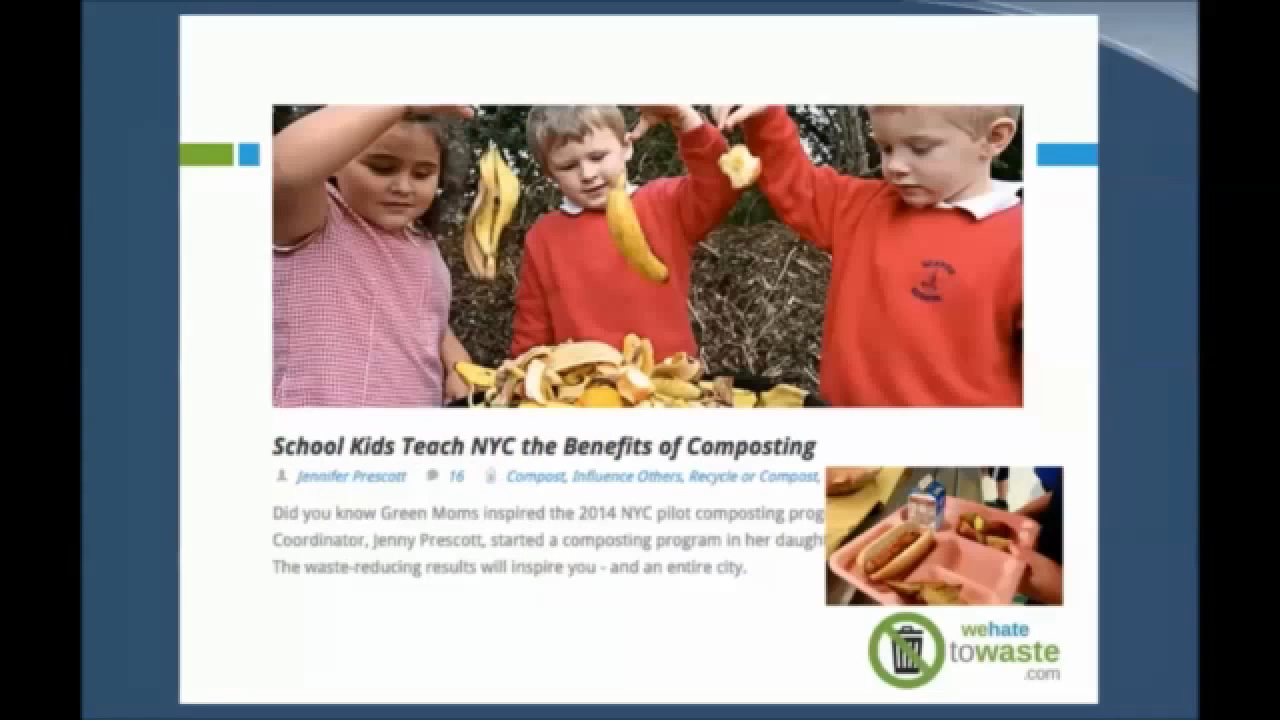 School Kids Teach NYC the Benefits of Composting
Jennifer Prescott 16 Compost, Influence Others, Recycle or Compost,
Did you know Green Moms inspired the 2014 NYC pilot composting prog
Coordinator, Jenny Prescott, started a composting program in her daught
The waste-reducing results will inspire you - and an entire city.
wehate
towaste
.com